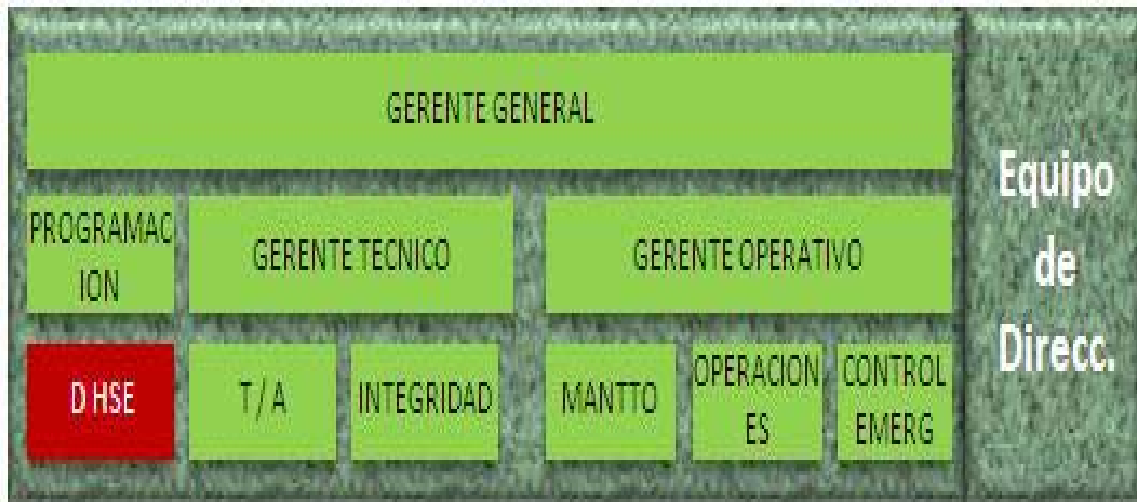 GERENTE GENERAL
PROGRAMAC
ION
GERENTE TECNICO
GERENTE OPERATIVO
D HSE
T / A
INTEGRIDAD
MANTTO
OPERACION
ES
CONTROL
EMERG
Equipo
de
Direcc.